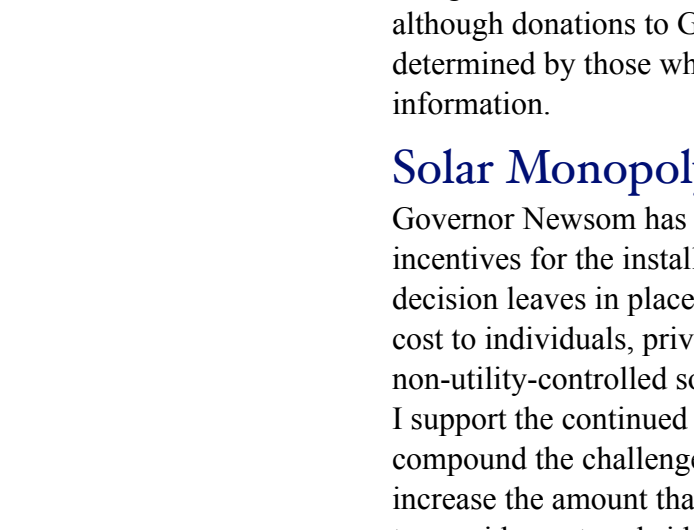 although donations to G
determined by those wh
information.
Solar Monopoly
Governor Newsom has
incentives for the instal
decision leaves in place
cost to individuals, priv
non-utility-controlled so
I support the continued
compound the challenge
increase the amount tha